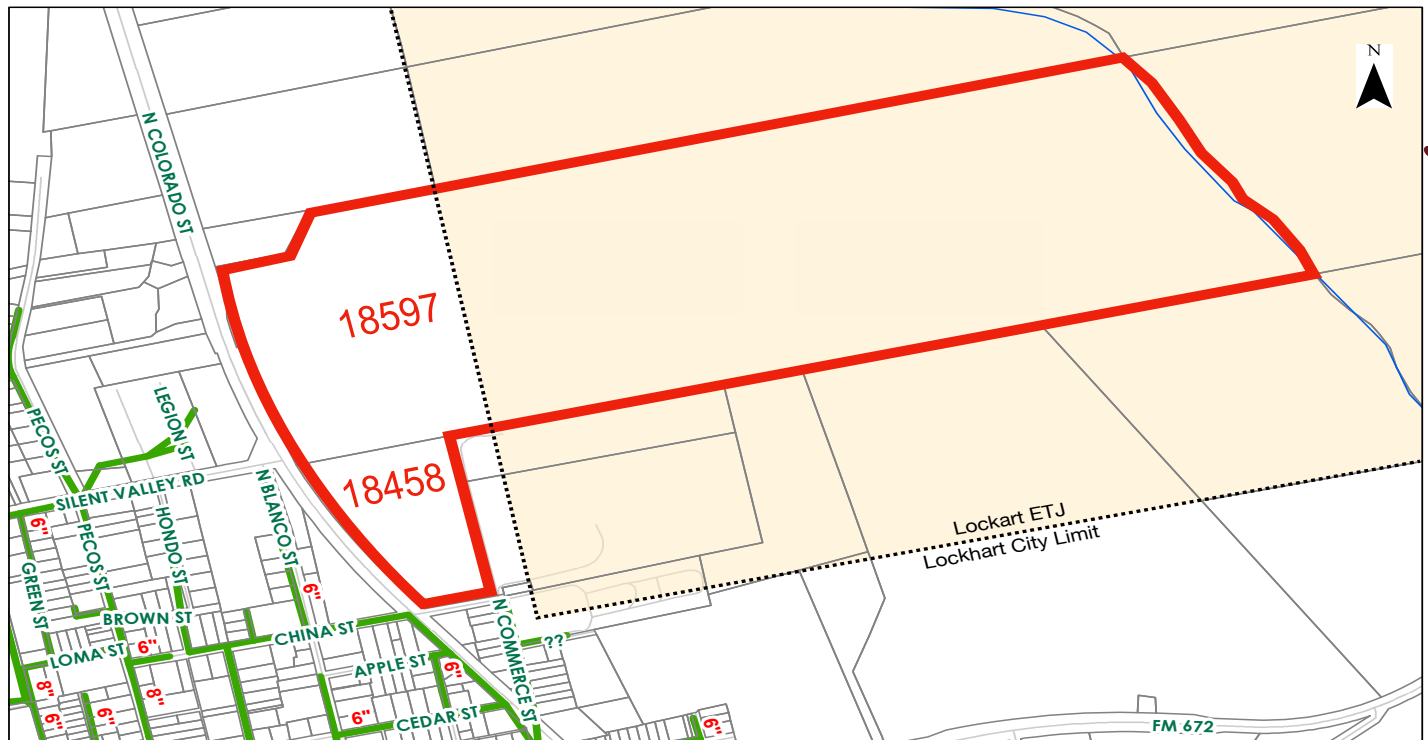 N
N COLORADO ST
18597
PECOS ST
LEGION ST
18458
SILENT VALLEY RD
N BLANCO ST
6"
PECOS ST
HONDO ST
Lockart ETJ
Lockhart City Limit
GREEN ST
6"
BROWN ST
N COMMERCE ST
CHINA ST
??
LOMA ST
6"
APPLE ST
6"
8"
8"
6"
6"
6"
CEDAR ST
6"
FM 672